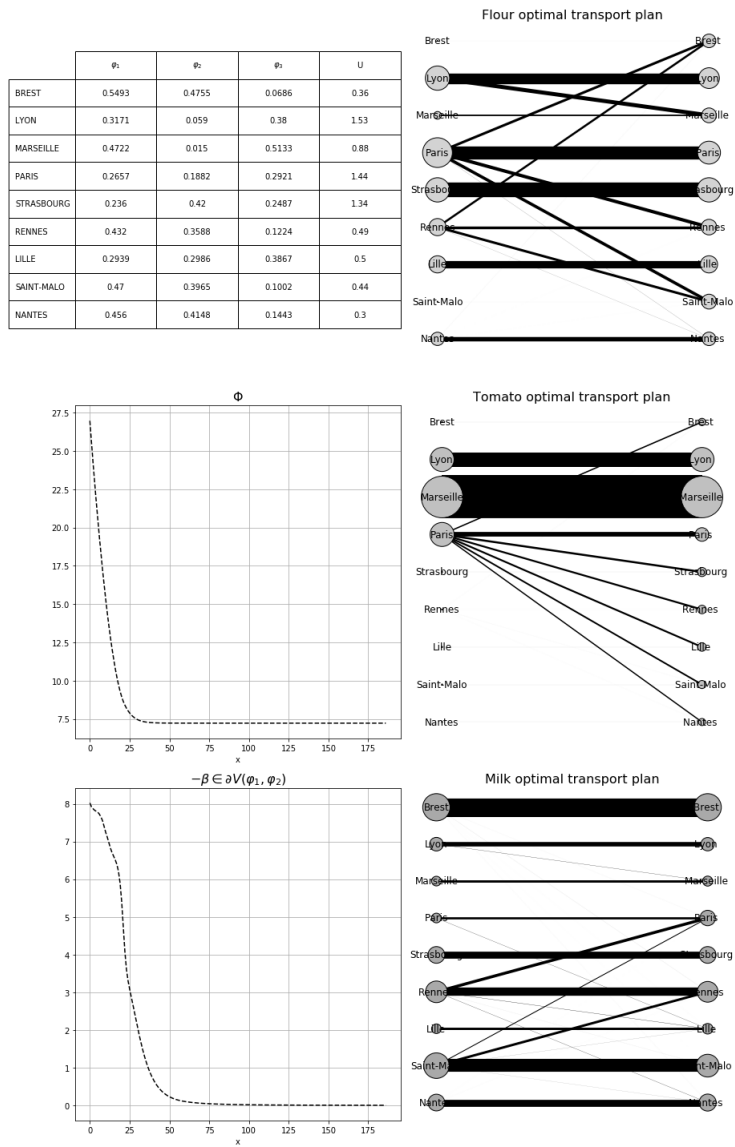 φ₁ φ₂ φ₃ U
BREST 0.5493 0.4755 0.0686 0.36
LYON 0.3171 0.059 0.38 1.53
MARSEILLE 0.4722 0.015 0.5133 0.88
PARIS 0.2657 0.1882 0.2921 1.44
STRASBOURG 0.236 0.42 0.2487 1.34
RENNES 0.432 0.3588 0.1224 0.49
LILLE 0.2939 0.2986 0.3867 0.5
SAINT-MALO 0.47 0.3965 0.1002 0.44
NANTES 0.456 0.4148 0.1443 0.3
Flour optimal transport plan
Brest Brest
Lyon Lyon
Marseille Marseille
Paris Paris
Strasbourg Strasbourg
Rennes Rennes
Lille Lille
Saint-Malo Saint-Malo
Nantes Nantes
Φ
27.5
25.0
22.5
20.0
17.5
15.0
12.5
10.0
7.5
0 25 50 75 100 125 150 175
x
Tomato optimal transport plan
Brest Brest
Lyon Lyon
Marseille Marseille
Paris Paris
Strasbourg Strasbourg
Rennes Rennes
Lille Lille
Saint-Malo Saint-Malo
Nantes Nantes
−β ∈ ∂V(φ₁, φ₂)
8
7
6
5
4
3
2
1
0
0 25 50 75 100 125 150 175
x
Milk optimal transport plan
Brest Brest
Lyon Lyon
Marseille Marseille
Paris Paris
Strasbourg Strasbourg
Rennes Rennes
Lille Lille
Saint-Malo Saint-Malo
Nantes Nantes